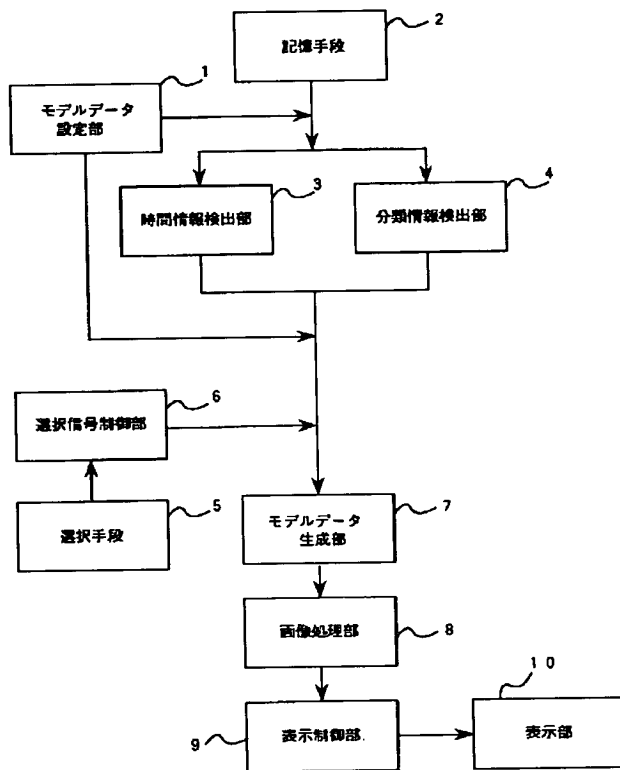 2
記憶手段
1
モデルデータ
設定部
3
時間情報検出部
4
分類情報検出部
6
選択信号制御部
5
選択手段
7
モデルデータ
生成部
8
画像処理部
9
表示制御部
10
表示部